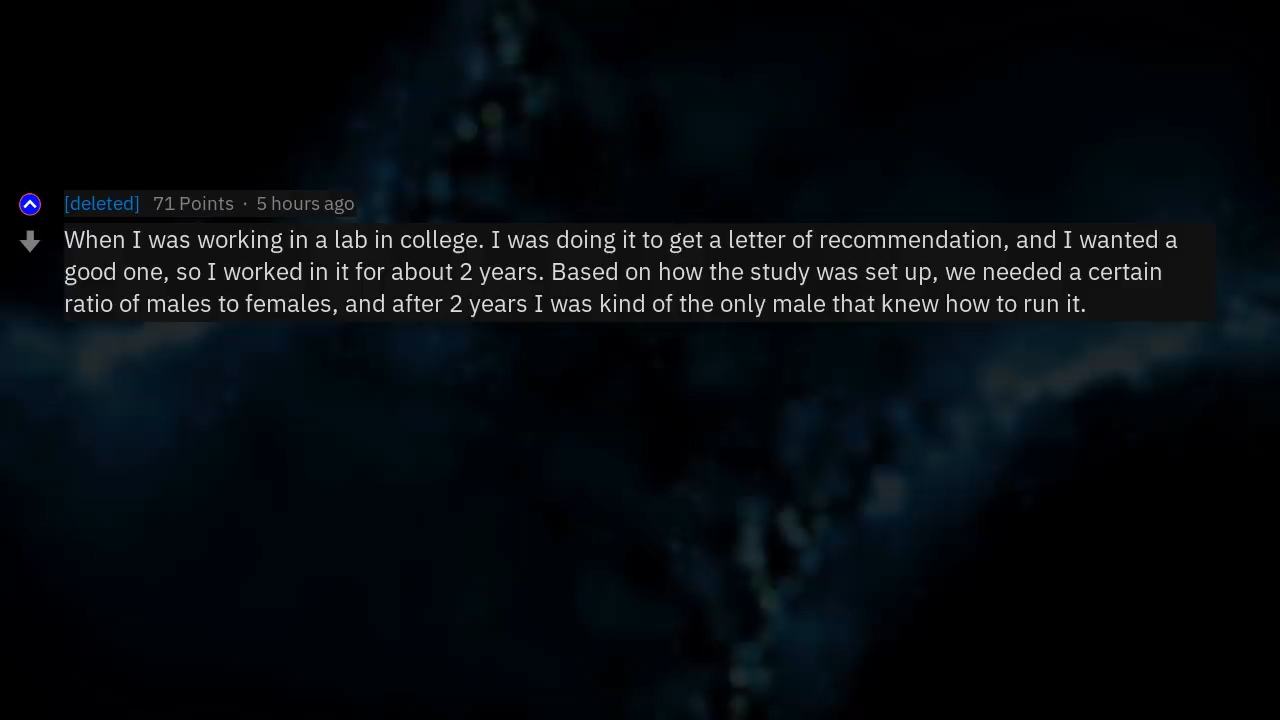 [deleted] 71 Points · 5 hours ago
When I was working in a lab in college. I was doing it to get a letter of recommendation, and I wanted a
good one, so I worked in it for about 2 years. Based on how the study was set up, we needed a certain
ratio of males to females, and after 2 years I was kind of the only male that knew how to run it.